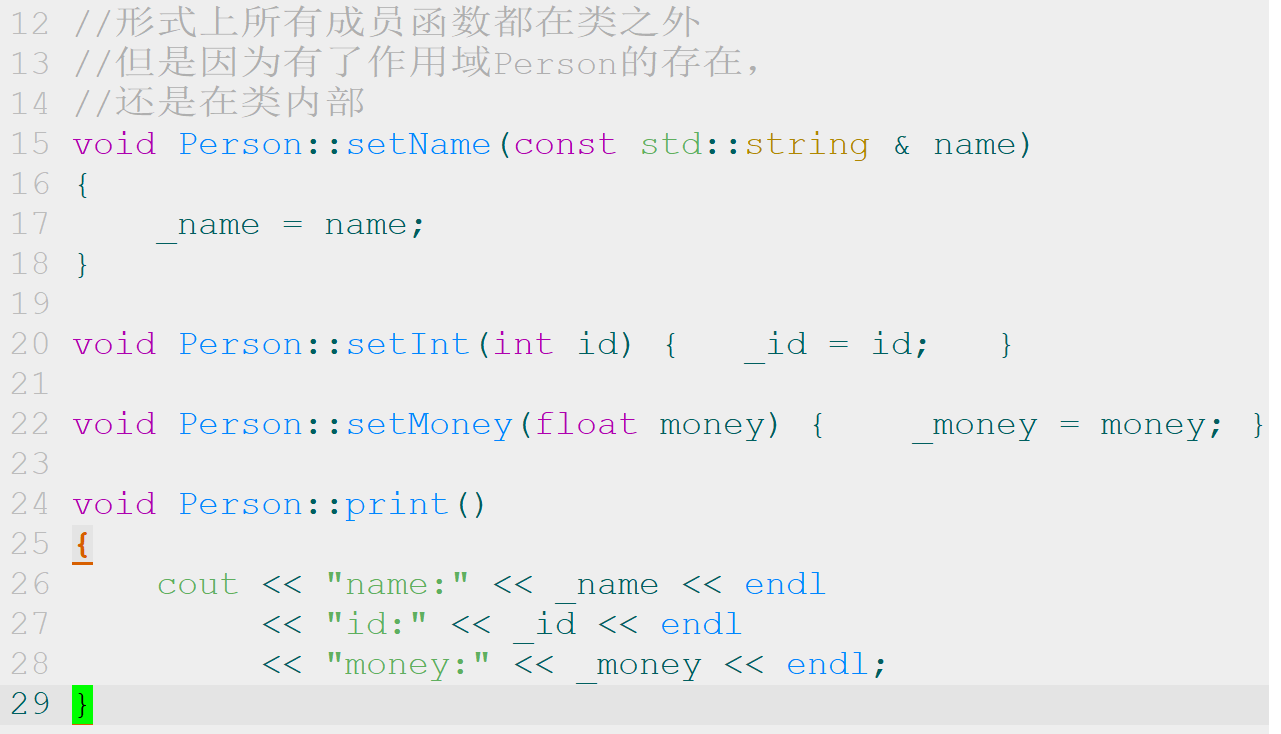 12 //形式上所有成员函数都在类之外
13 //但是因为有了作用域Person的存在，
14 //还是在类内部
15 void Person::setName(const std::string & name)
16 {
17     _name = name;
18 }
19
20 void Person::setInt(int id) {   _id = id;   }
21
22 void Person::setMoney(float money) {    _money = money; }
23
24 void Person::print()
25 {
26     cout << "name:" << _name << endl
27          << "id:" << _id << endl
28          << "money:" << _money << endl;
29 }